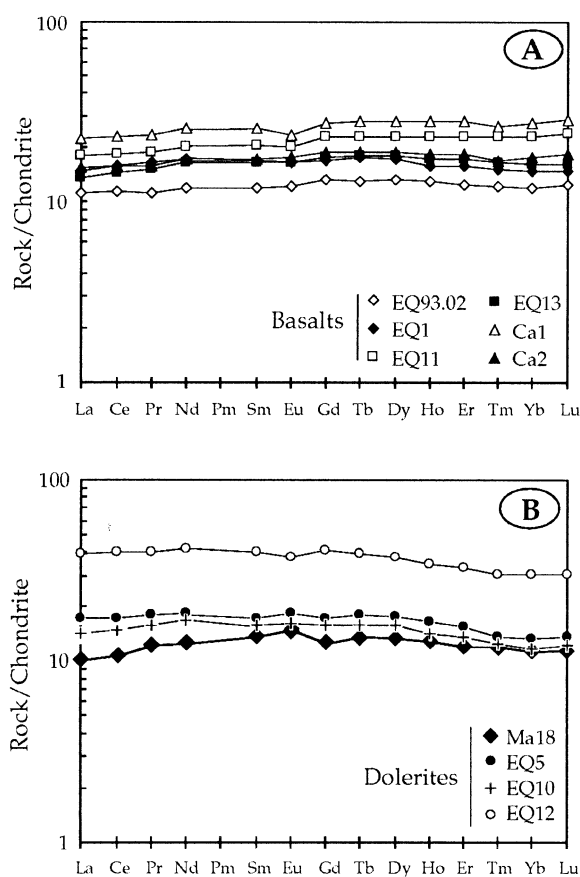 100
A
Rock/Chondrite
10
Basalts
EQ93.02
EQ13
EQ1
Ca1
EQ11
Ca2
1
La Ce Pr Nd Pm Sm Eu Gd Tb Dy Ho Er Tm Yb Lu
100
B
Rock/Chondrite
10
Dolerites
Ma18
EQ5
EQ10
EQ12
1
La Ce Pr Nd Pm Sm Eu Gd Tb Dy Ho Er Tm Yb Lu